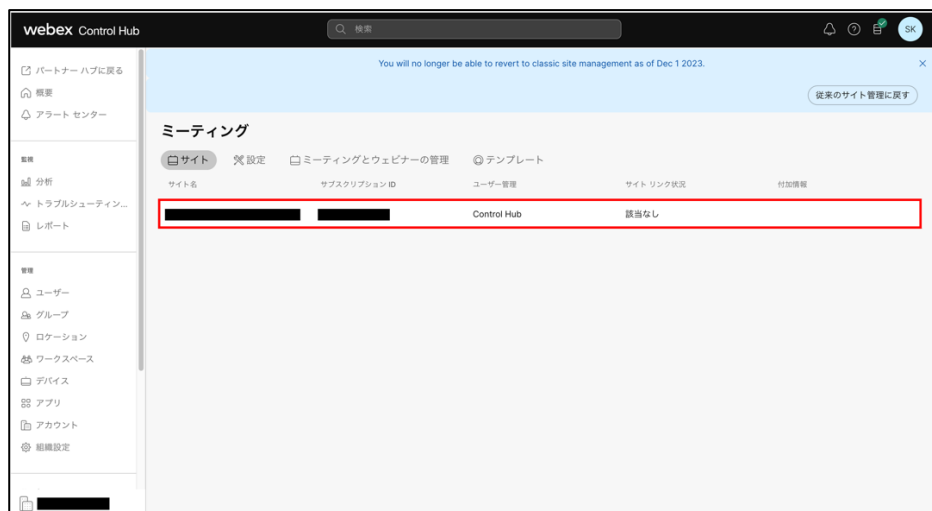 webex Control Hub
検索
SK
パートナー ハブに戻る
概要
アラート センター
監視
分析
トラブルシューティン...
レポート
管理
ユーザー
グループ
ロケーション
ワークスペース
デバイス
アプリ
アカウント
組織設定
You will no longer be able to revert to classic site management as of Dec 1 2023.
従来のサイト管理に戻す
ミーティング
サイト 設定 ミーティングとウェビナーの管理 テンプレート
サイト名 サブスクリプション ID ユーザー管理 サイト リンク状況 付加情報
Control Hub 該当なし